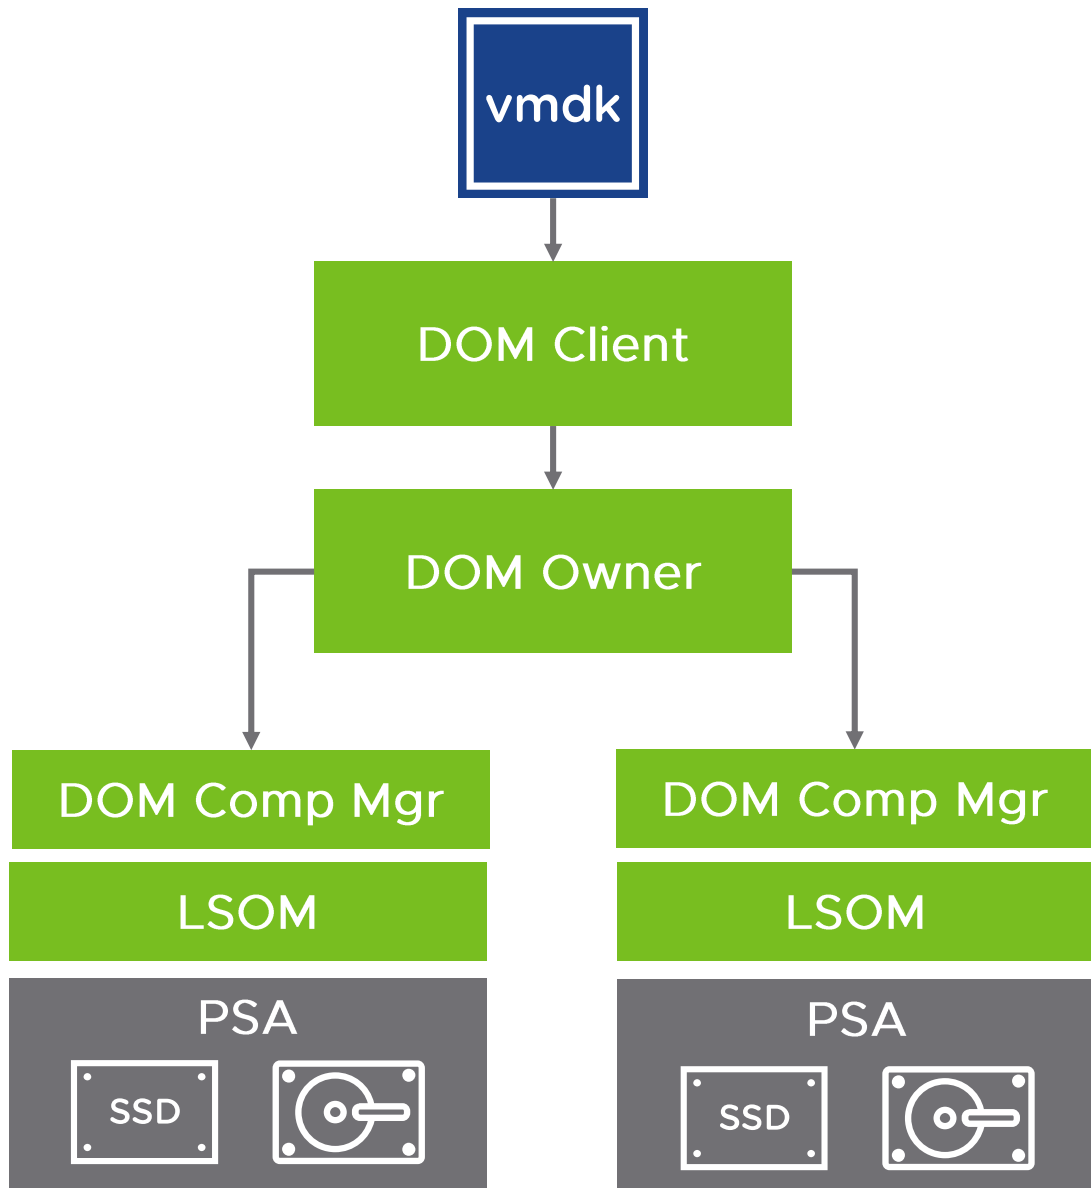 vmdk
DOM Client
DOM Owner
DOM Comp Mgr
LSOM
PSA
SSD
DOM Comp Mgr
LSOM
PSA
SSD